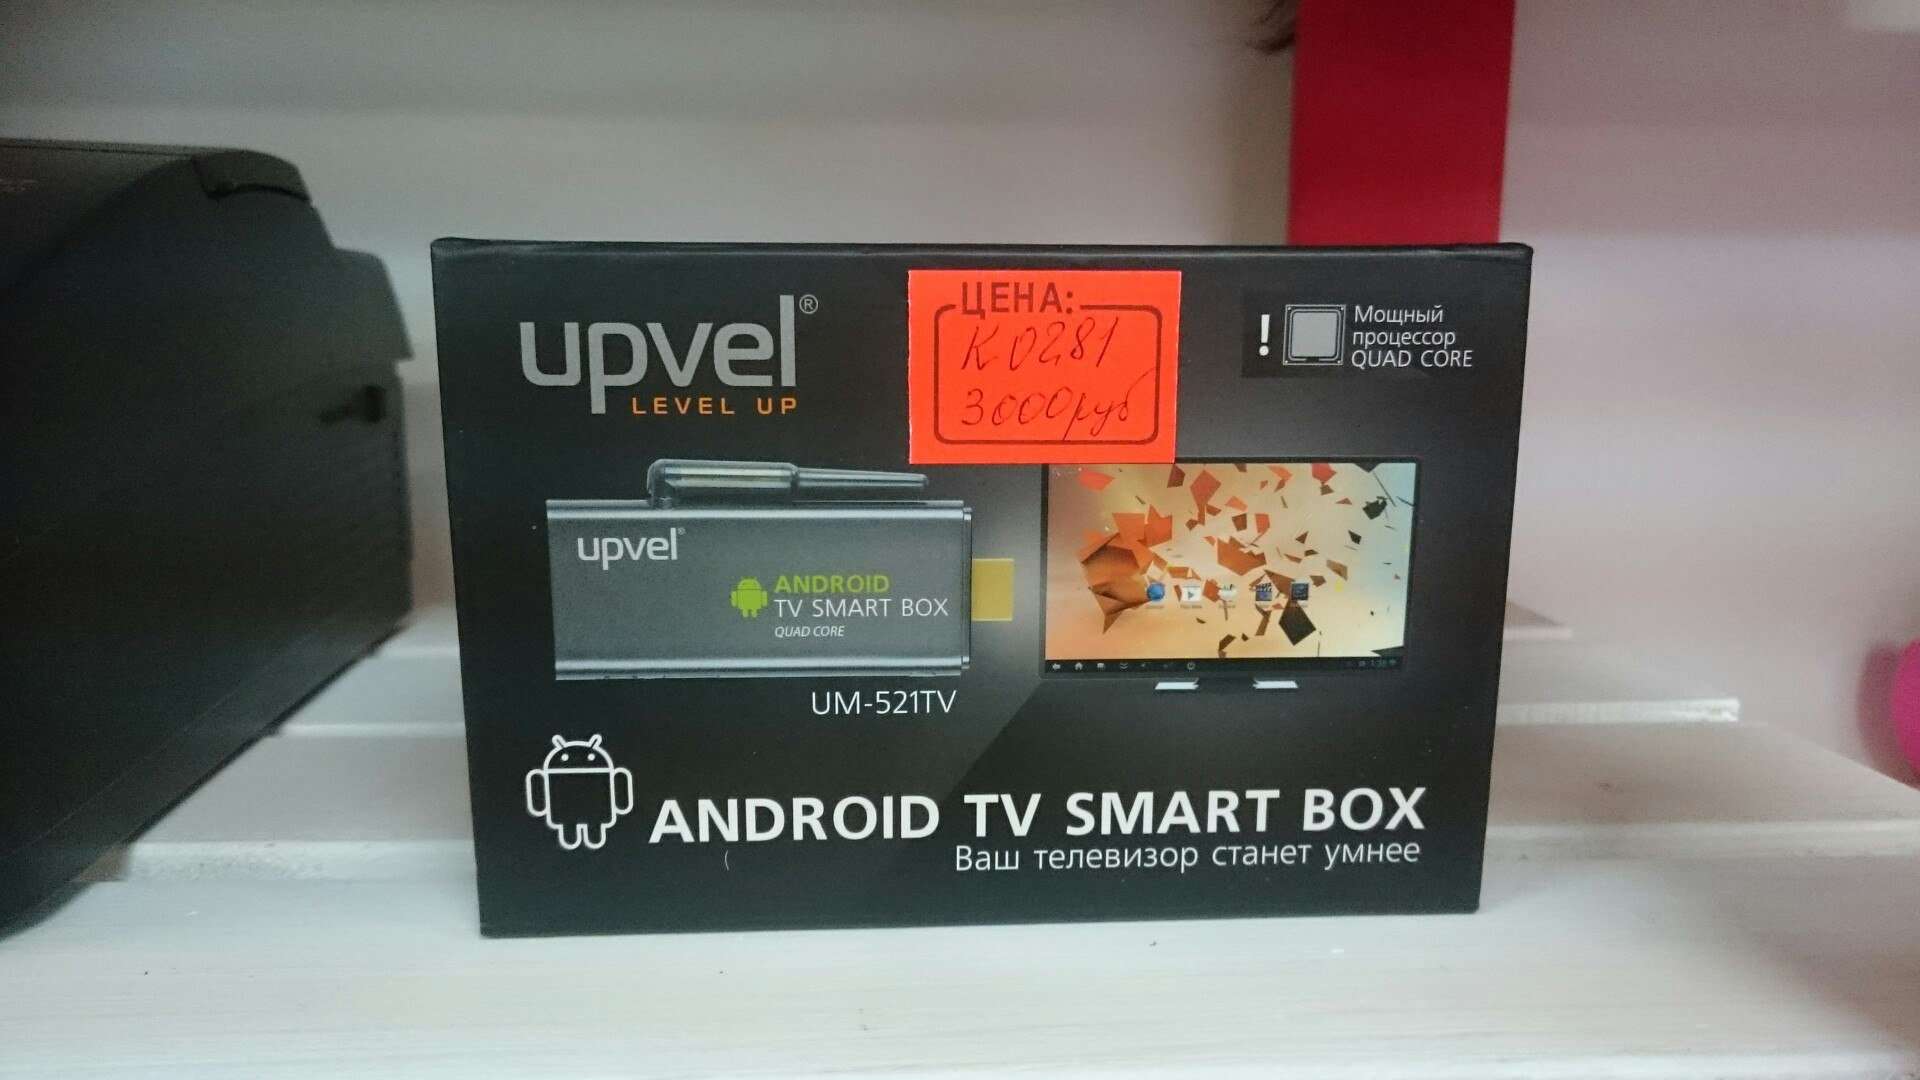 upvel®
LEVEL UP
ЦЕНА:
К0281
3000руб
!
Мощный
процессор
QUAD CORE
upvel®
ANDROID
TV SMART BOX
QUAD CORE
UM-521TV
ANDROID TV SMART BOX
Ваш телевизор станет умнее